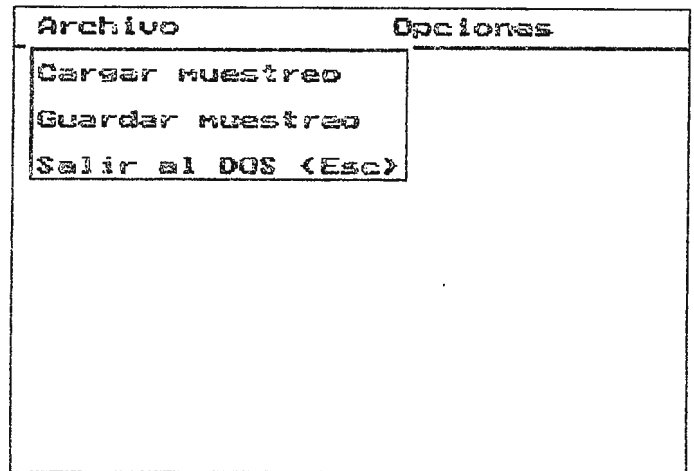 Archivo Opciones
Cargar muestreo
Guardar muestreo
Salir al DOS <Esc>